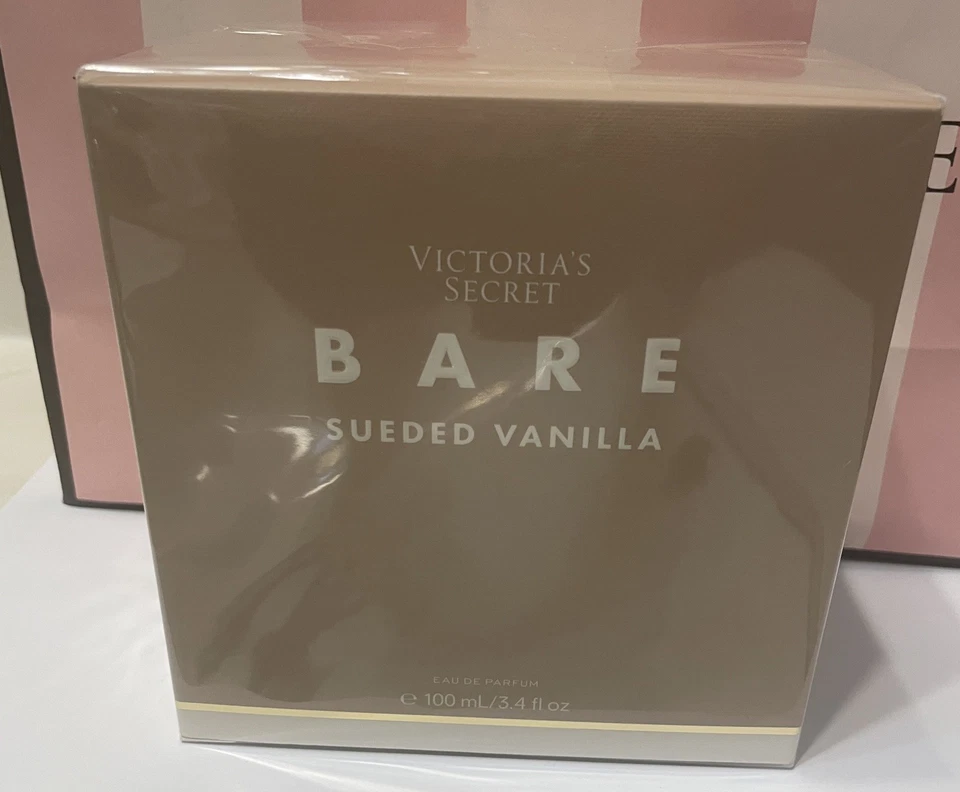 VICTORIA'S
SECRET
BARE
SUEDED VANILLA
EAU DE PARFUM
℮ 100 mL/3.4 fl oz
E